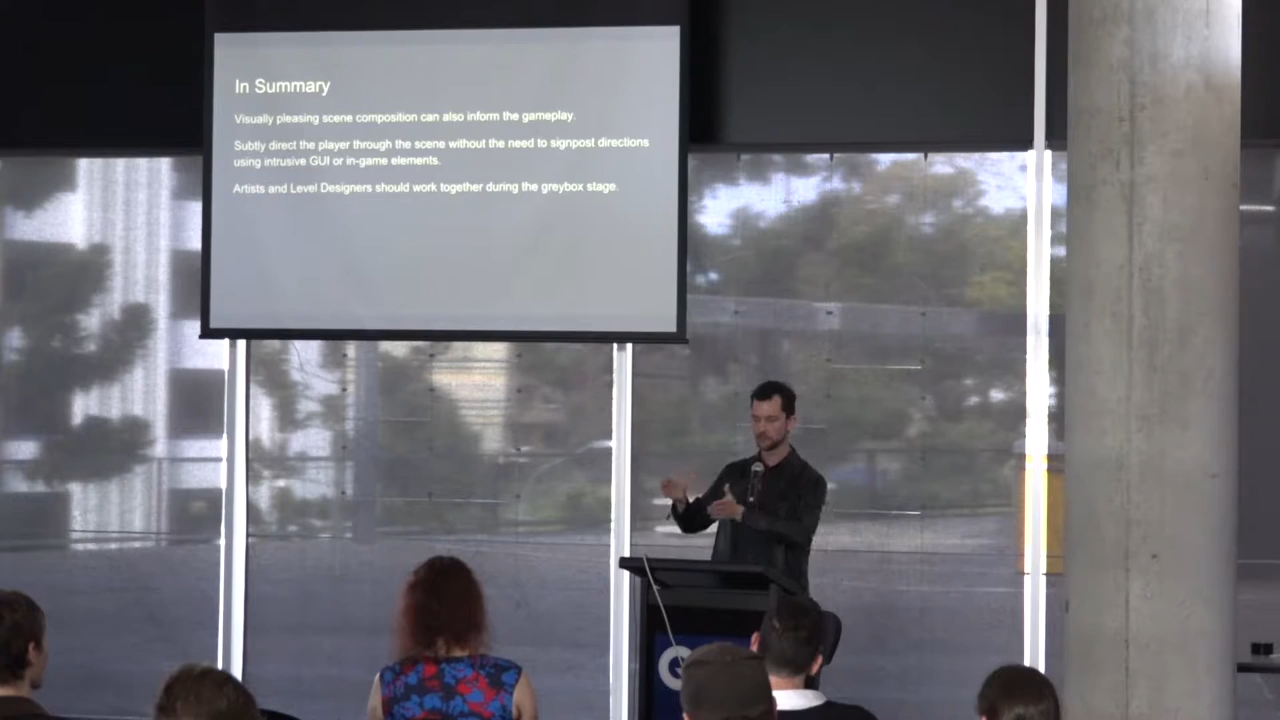 In Summary
Visually pleasing scene composition can also inform the gameplay.
Subtly direct the player through the scene without the need to signpost directions
using intrusive GUI or in-game elements.
Artists and Level Designers should work together during the greybox stage.